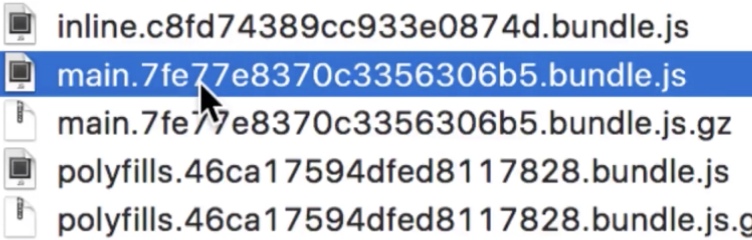 inline.c8fd74389cc933e0874d.bundle.js
main.7fe77e8370c3356306b5.bundle.js
main.7fe77e8370c3356306b5.bundle.js.gz
polyfills.46ca17594dfed8117828.bundle.js
polyfills.46ca17594dfed8117828.bundle.js.g